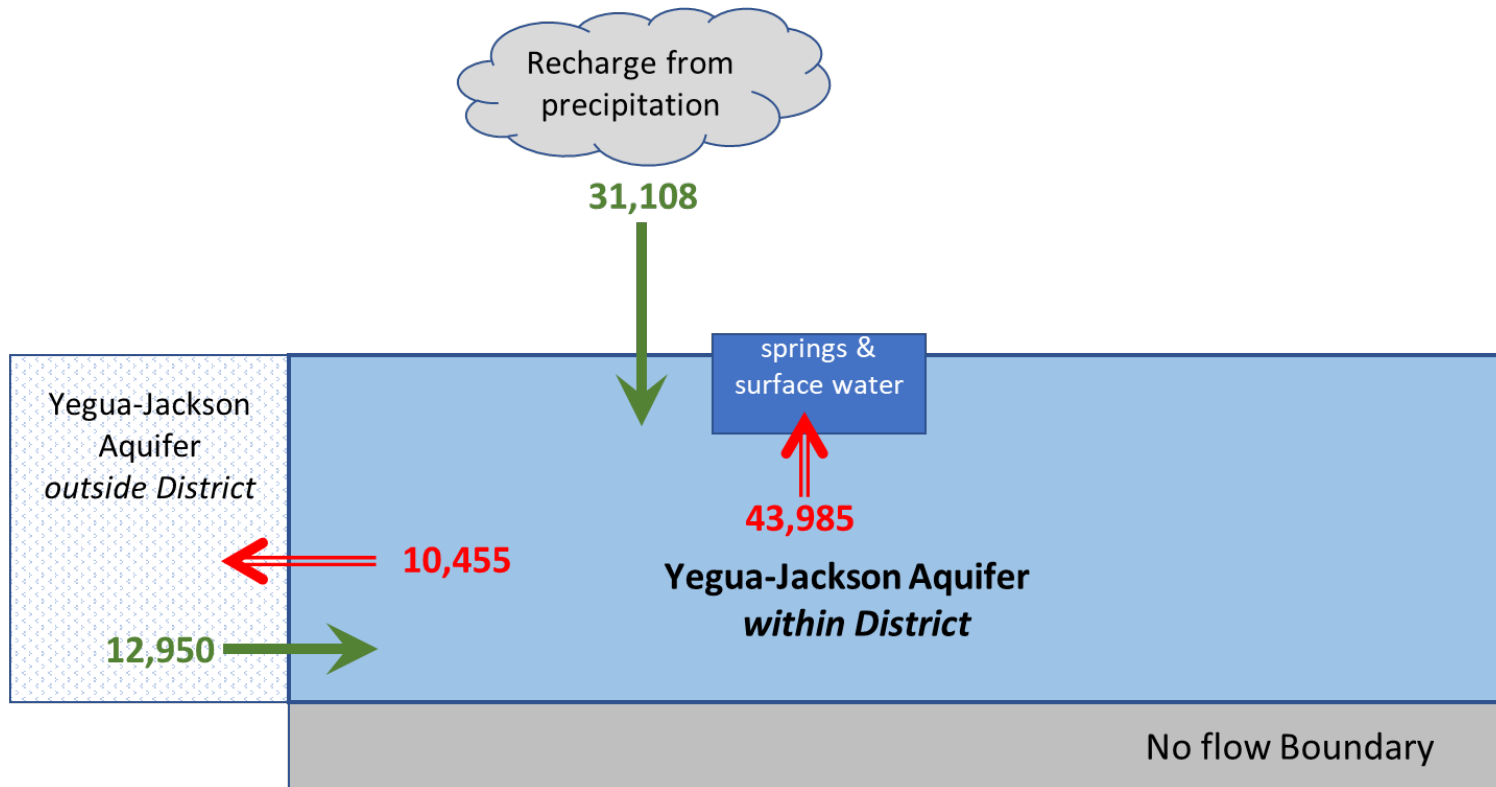 Recharge from
precipitation
31,108
springs &
surface water
Yegua-Jackson
Aquifer
outside District
43,985
10,455
Yegua-Jackson Aquifer
within District
12,950
No flow Boundary